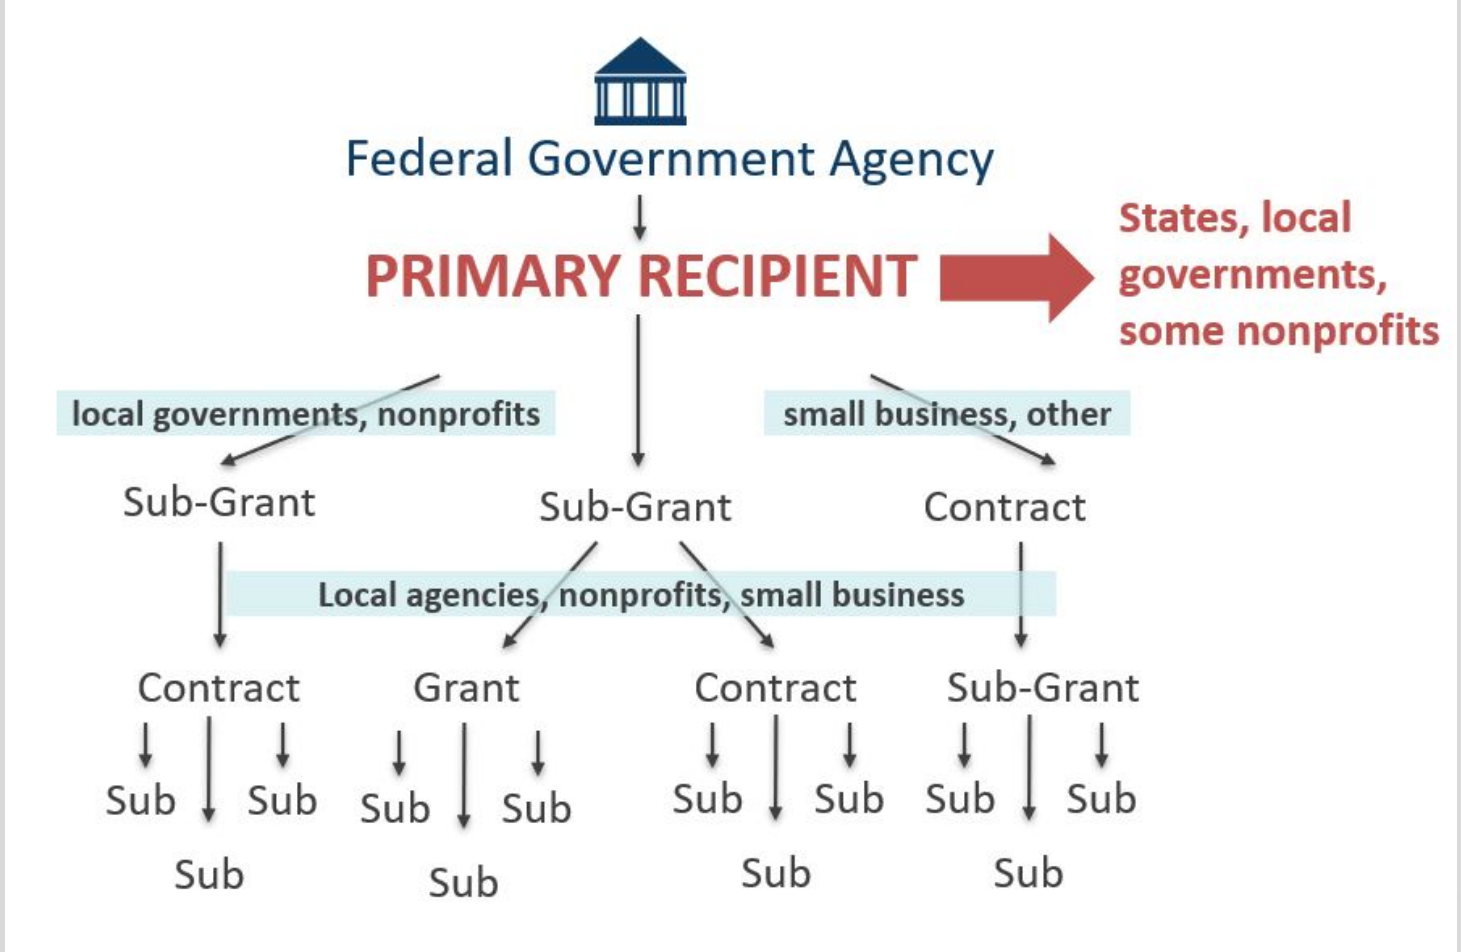 Federal Government Agency
PRIMARY RECIPIENT
States, local
governments,
some nonprofits
local governments, nonprofits
small business, other
Sub-Grant
Sub-Grant
Contract
Local agencies, nonprofits, small business
Contract
Grant
Contract
Sub-Grant
Sub
Sub
Sub
Sub
Sub
Sub
Sub
Sub
Sub
Sub
Sub
Sub